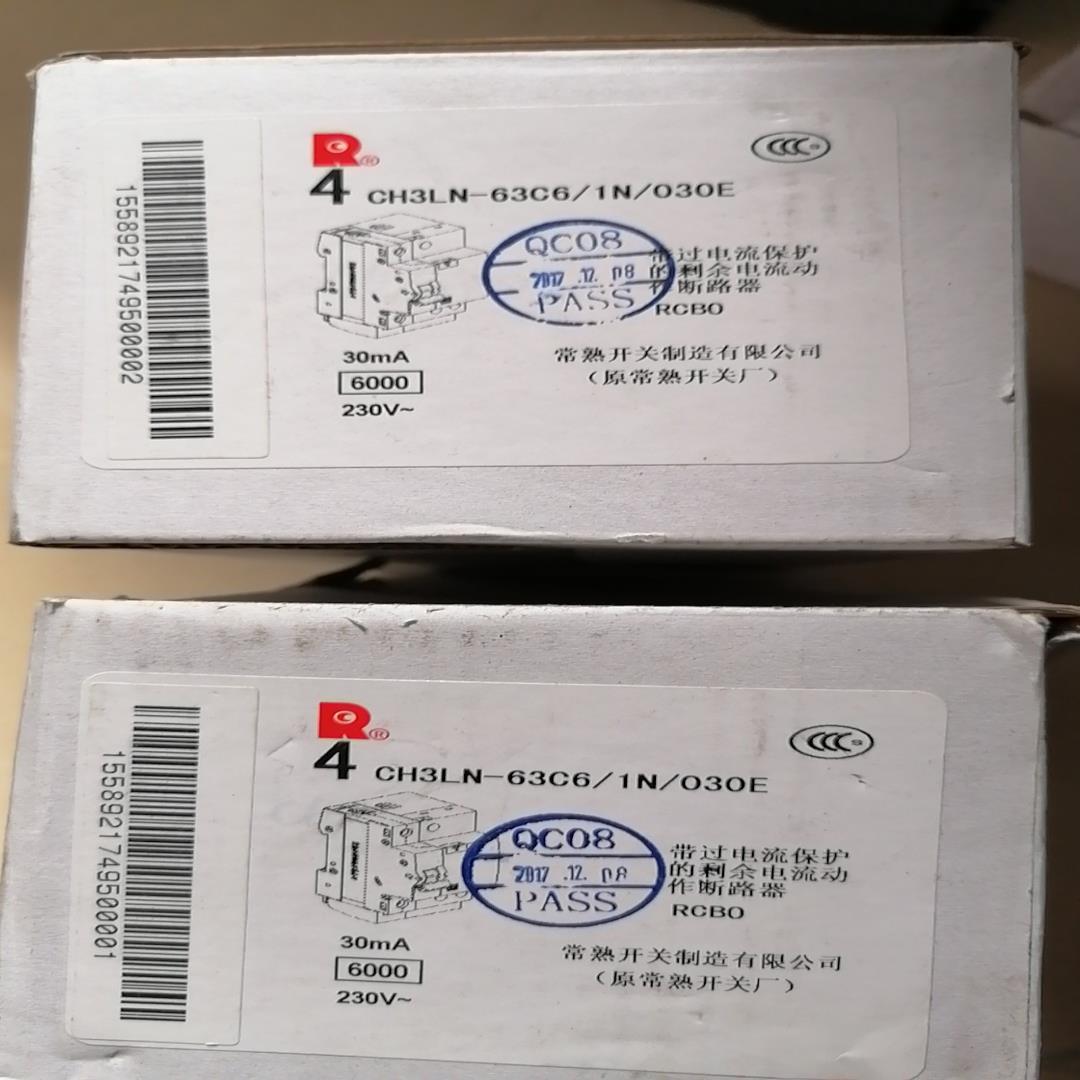 R®
CCC S
4 CH3LN-63C6/1N/030E
1558921749500002
QC08
2017.12.08
PASS
带过电流保护
的剩余电流动
作断路器
RCBO
30mA
6000
230V~
常熟开关制造有限公司
（原常熟开关厂）
R®
CCC S
4 CH3LN-63C6/1N/030E
1558921749500001
QC08
2017.12.08
PASS
带过电流保护
的剩余电流动
作断路器
RCBO
30mA
6000
230V~
常熟开关制造有限公司
（原常熟开关厂）